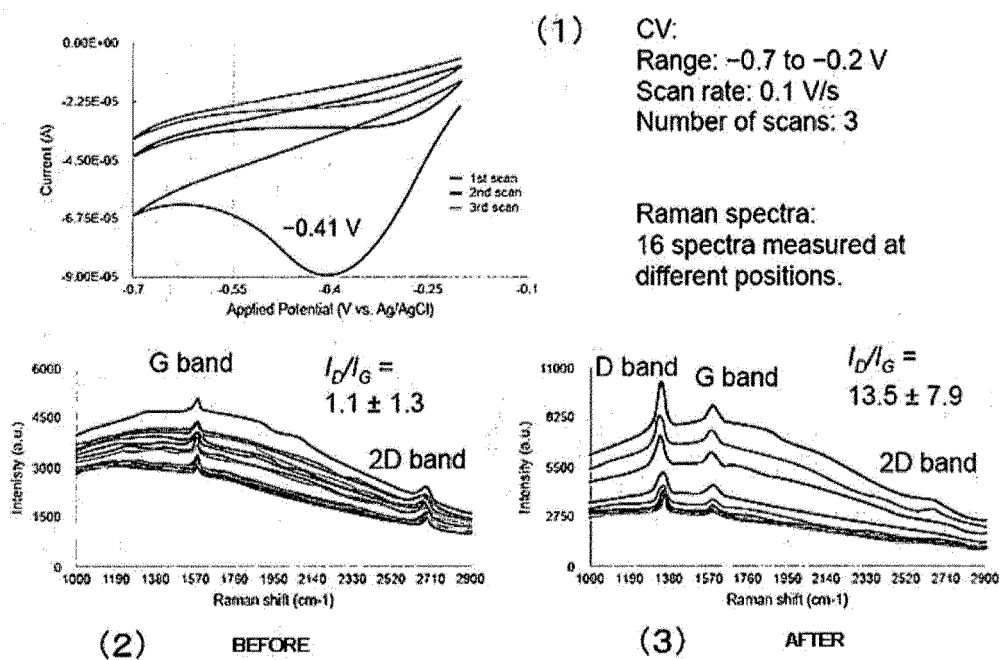 (1)
CV:
Range: −0.7 to −0.2 V
Scan rate: 0.1 V/s
Number of scans: 3
Raman spectra:
16 spectra measured at
different positions.
0.00E+00
-2.25E-05
-4.50E-05
-6.75E-05
-9.00E-05
Current (A)
-0.7
-0.55
-0.4
-0.25
-0.1
Applied Potential (V vs. Ag/AgCl)
−0.41 V
1st scan
2nd scan
3rd scan
G band
I_D/I_G =
1.1 ± 1.3
2D band
6000
4500
3000
1500
0
Intenisty (a.u.)
1000 1190 1380 1570 1760 1950 2140 2330 2520 2710 2900
Raman shift (cm-1)
(2)
BEFORE
D band
G band
I_D/I_G =
13.5 ± 7.9
2D band
11000
8250
5500
2750
0
Intensity (a.u.)
1000 1190 1380 1570 1760 1950 2140 2330 2520 2710 2900
Raman shift (cm-1)
(3)
AFTER